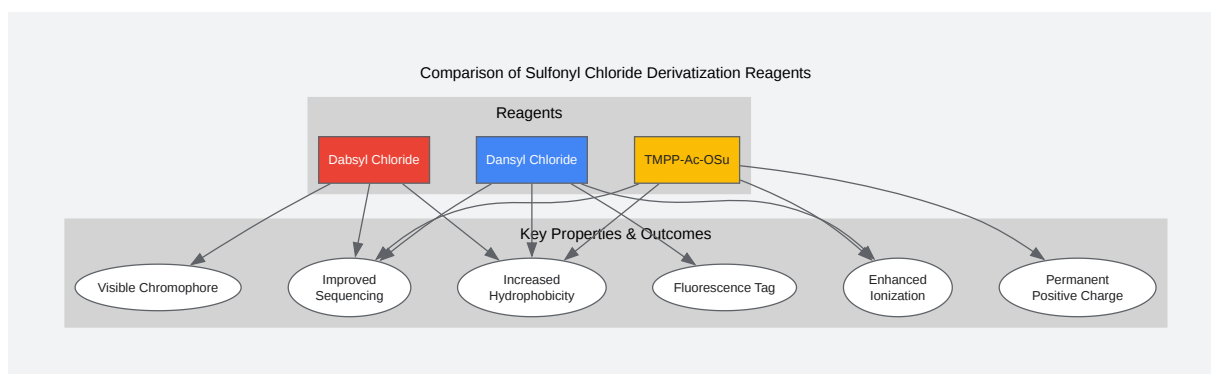 Comparison of Sulfonyl Chloride Derivatization Reagents
Reagents
Dabsyl Chloride
Dansyl Chloride
TMPP-Ac-OSu
Key Properties & Outcomes
Visible Chromophore
Improved
Sequencing
Increased
Hydrophobicity
Fluorescence Tag
Enhanced
Ionization
Permanent
Positive Charge